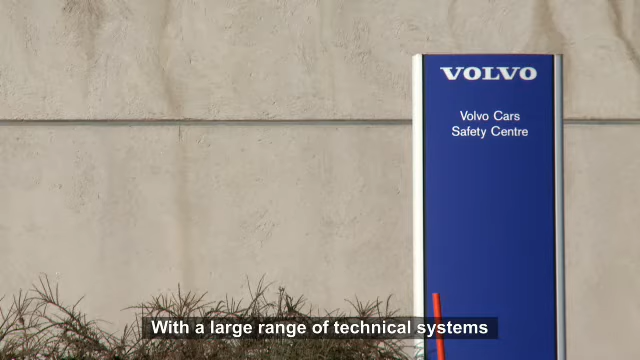 VOLVO
Volvo Cars
Safety Centre
With a large range of technical systems